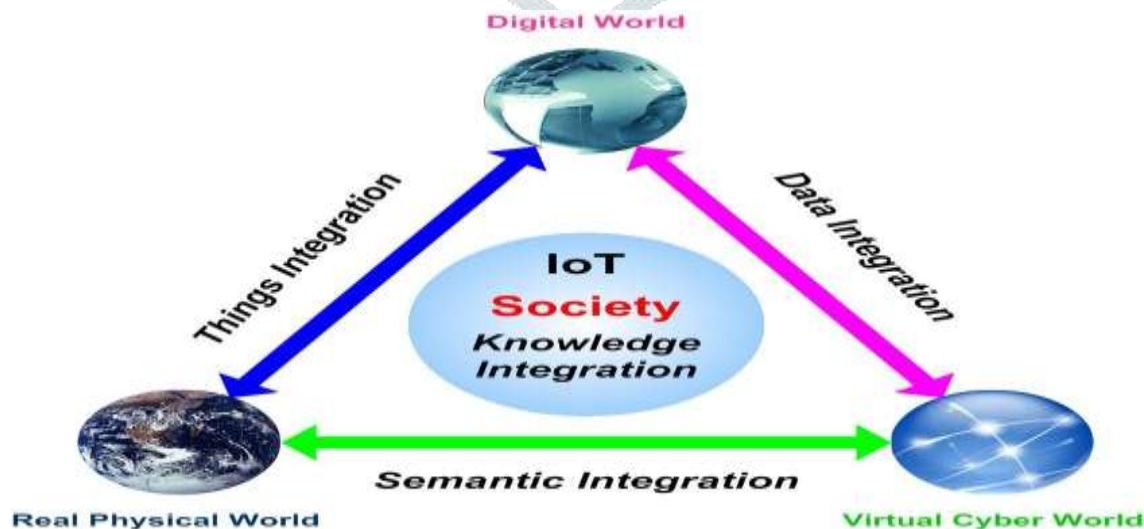 Digital World
Things Integration
Data Integration
IoT
Society
Knowledge
Integration
Semantic Integration
Real Physical World
Virtual Cyber World